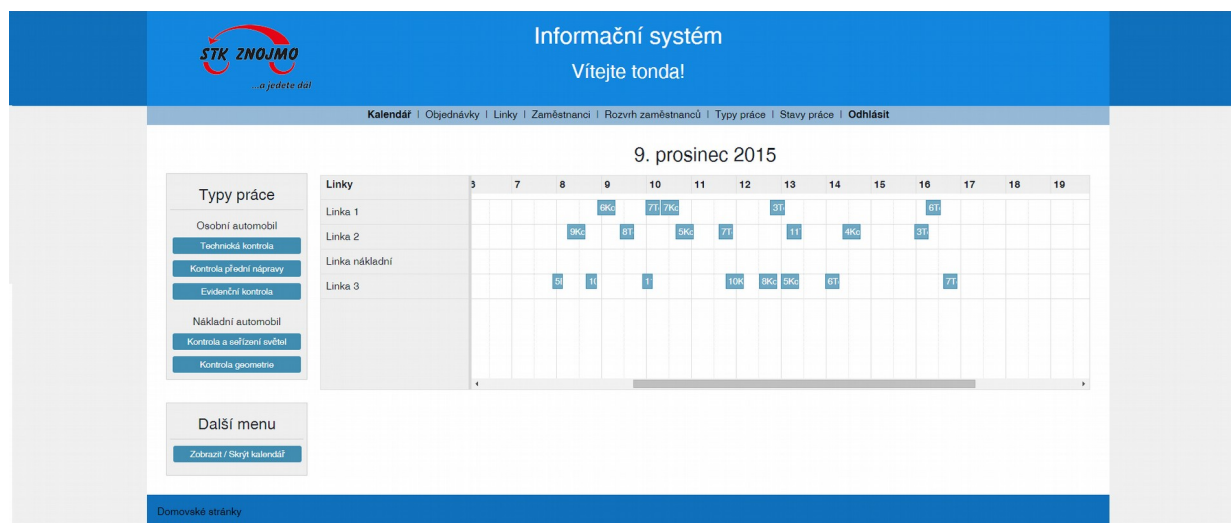 STK ZNOJMO
...a jedete dál
Informační systém
Vítejte tonda!
Kalendář | Objednávky | Linky | Zaměstnanci | Rozvrh zaměstnanců | Typy práce | Stavy práce | Odhlásit
9. prosinec 2015
Typy práce
Osobní automobil
Technická kontrola
Kontrola přední nápravy
Evidenční kontrola
Nákladní automobil
Kontrola a seřízení světel
Kontrola geometrie
Další menu
Zobrazit / Skrýt kalendář
Linky 7 8 9 10 11 12 13 14 15 16 17 18 19
Linka 1 6Kc 7T 7Kc 3T 6T
Linka 2 9Kc 8T 5Kc 7T 11 4Kc 3T
Linka nákladní
Linka 3 10 10K 8Kc 5Kc 6T 7T
Domovské stránky